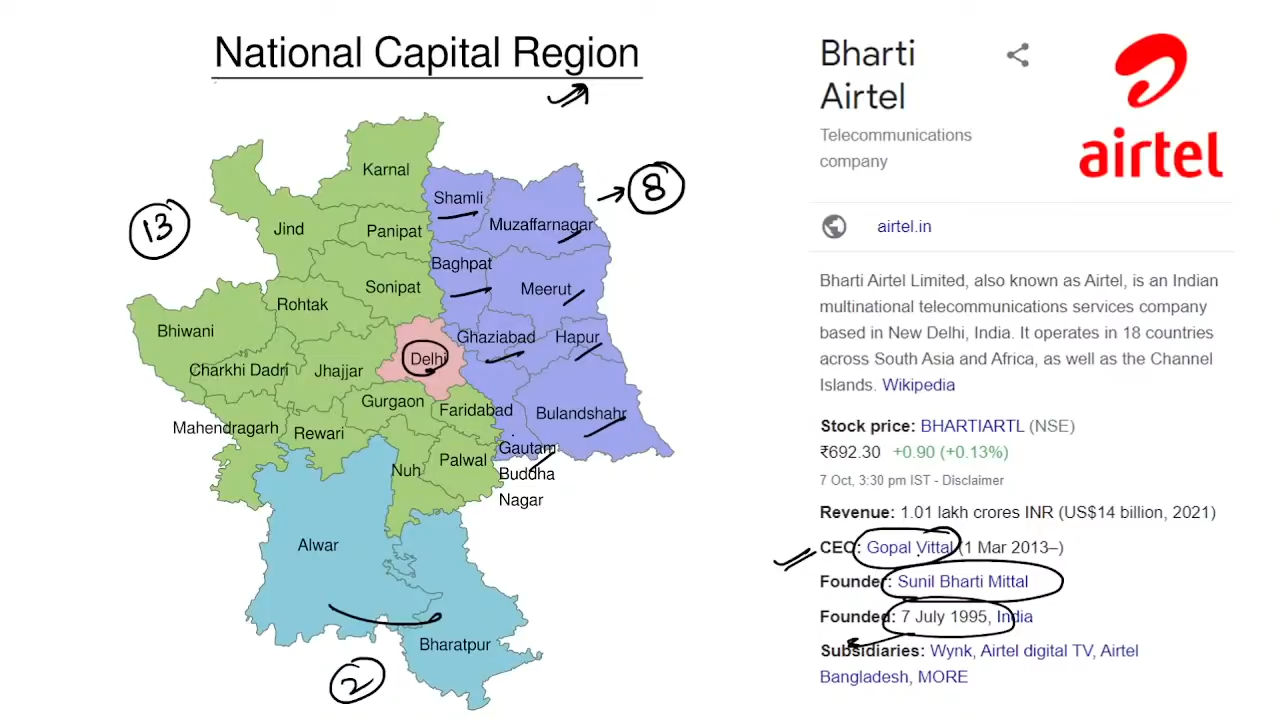 National Capital Region
Karnal
Shamli
8
13
Jind
Panipat
Muzaffarnagar
Baghpat
Sonipat
Meerut
Rohtak
Bhiwani
Ghaziabad
Hapur
Delhi
Charkhi Dadri
Jhajjar
Gurgaon
Faridabad
Bulandshahr
Mahendragarh
Rewari
Gautam
Buddha
Nagar
Nuh
Palwal
Alwar
Bharatpur
2
Bharti
Airtel
airtel
Telecommunications
company
airtel.in
Bharti Airtel Limited, also known as Airtel, is an Indian
multinational telecommunications services company
based in New Delhi, India. It operates in 18 countries
across South Asia and Africa, as well as the Channel
Islands. Wikipedia
Stock price: BHARTIARTL (NSE)
₹692.30 +0.90 (+0.13%)
7 Oct, 3:30 pm IST - Disclaimer
Revenue: 1.01 lakh crores INR (US$14 billion, 2021)
CEO: Gopal Vittal (1 Mar 2013–)
Founder: Sunil Bharti Mittal
Founded: 7 July 1995, India
Subsidiaries: Wynk, Airtel digital TV, Airtel
Bangladesh, MORE